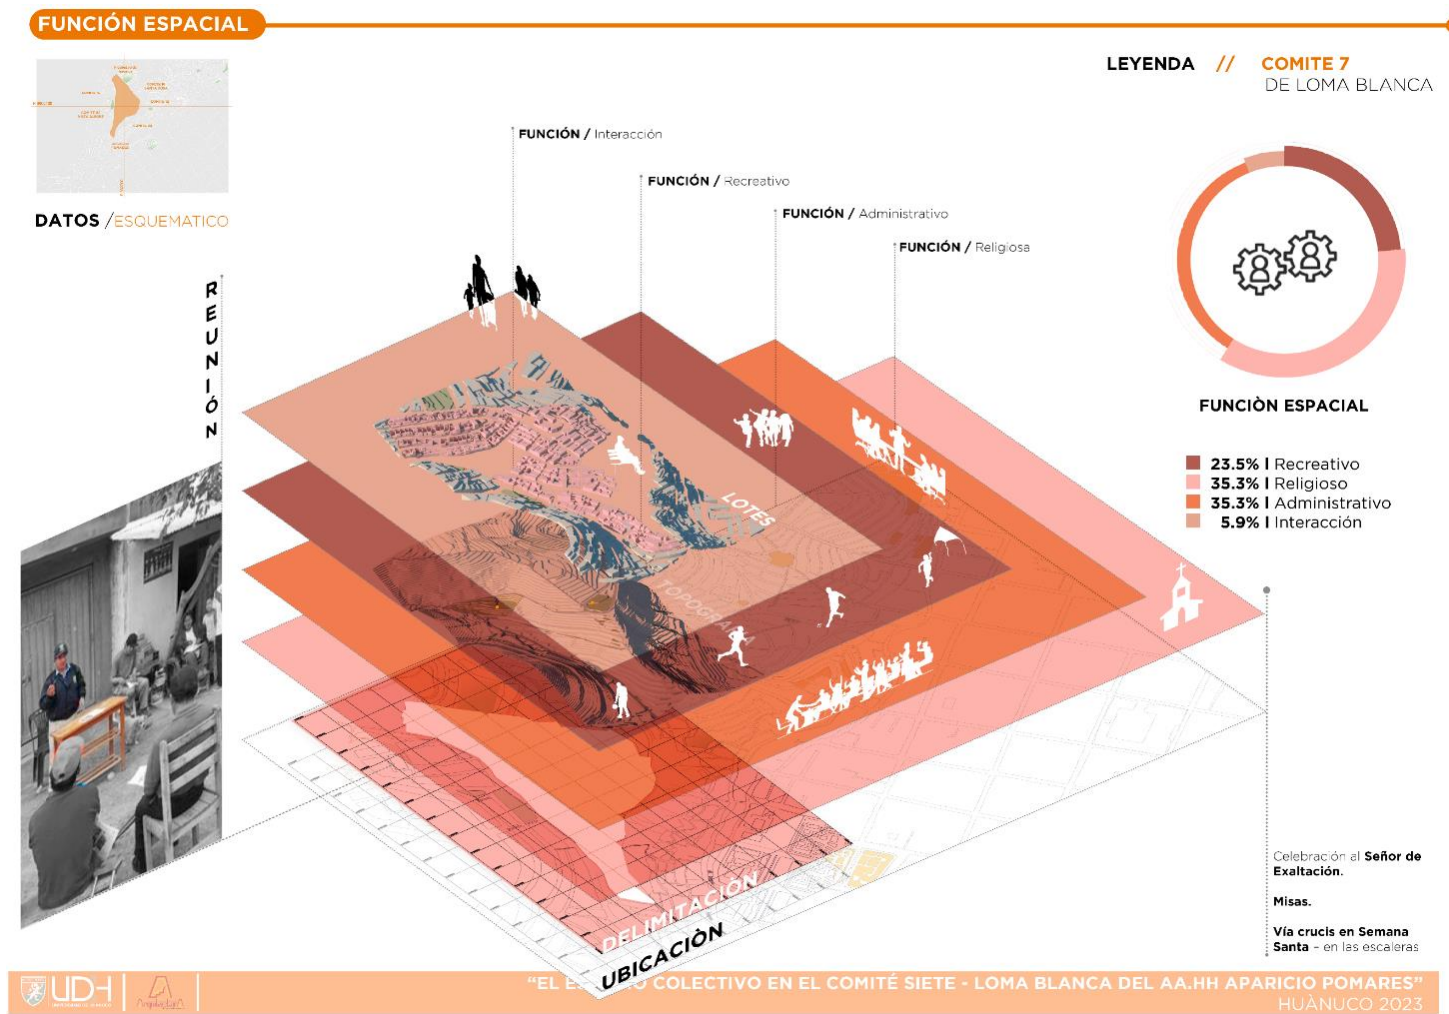 FUNCIÓN ESPACIAL
LEYENDA // COMITE 7
DE LOMA BLANCA
DATOS /ESQUEMATICO
FUNCIÓN / Interacción
FUNCIÓN / Recreativo
FUNCIÓN / Administrativo
FUNCIÓN / Religiosa
REUNIÓN
LOTES
TOPOGRAFIA
DELIMITACIÒN
UBICACIÒN
FUNCIÒN ESPACIAL
23.5% I Recreativo
35.3% I Religioso
35.3% I Administrativo
5.9% I Interacción
Celebración al Señor de
Exaltación.
Misas.
Vía crucis en Semana
Santa – en las escaleras
UDH
"EL COLECTIVO EN EL COMITÉ SIETE - LOMA BLANCA DEL AA.HH APARICIO POMARES"
HUÀNUCO 2023